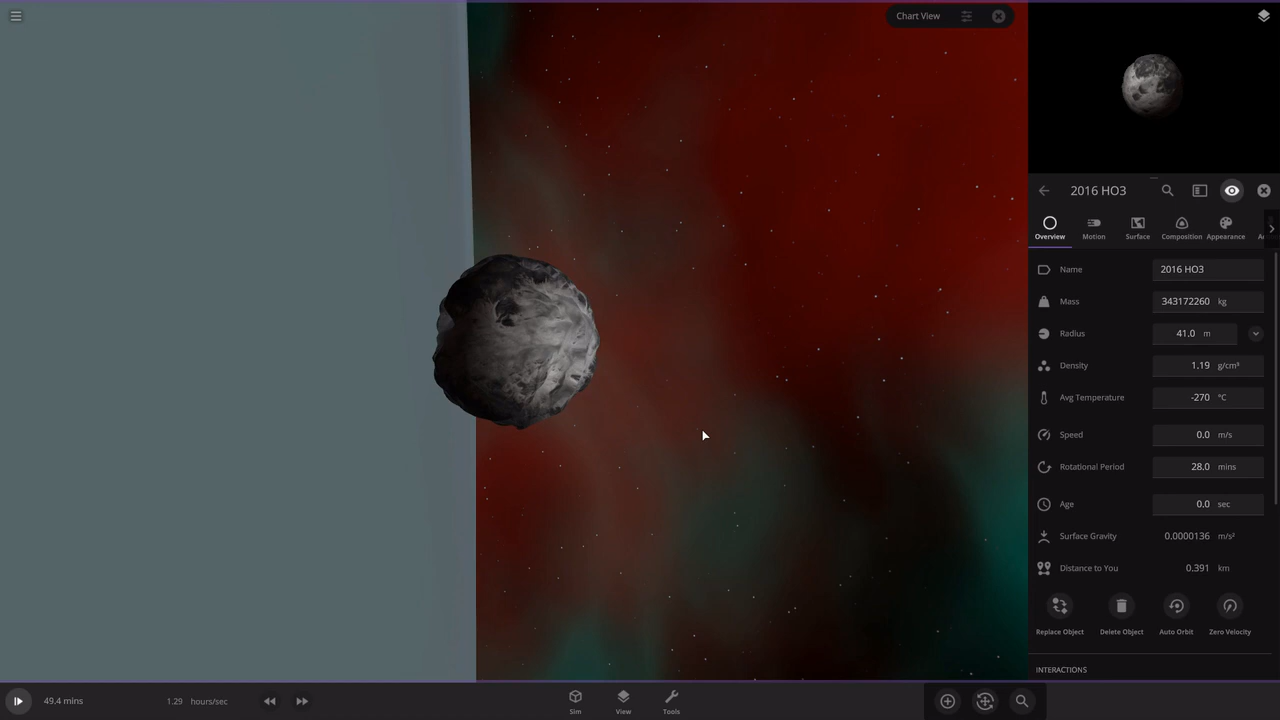 Chart View
2016 HO3
Overview Motion Surface Composition Appearance
Name 2016 HO3
Mass 343172260 kg
Radius 41.0 m
Density 1.19 g/cm³
Avg Temperature -270 °C
Speed 0.0 m/s
Rotational Period 28.0 mins
Age 0.0 sec
Surface Gravity 0.0000136 m/s²
Distance to You 0.391 km
Replace Object Delete Object Auto Orbit Zero Velocity
INTERACTIONS
49.4 mins 1.29 hours/sec Sim View Tools